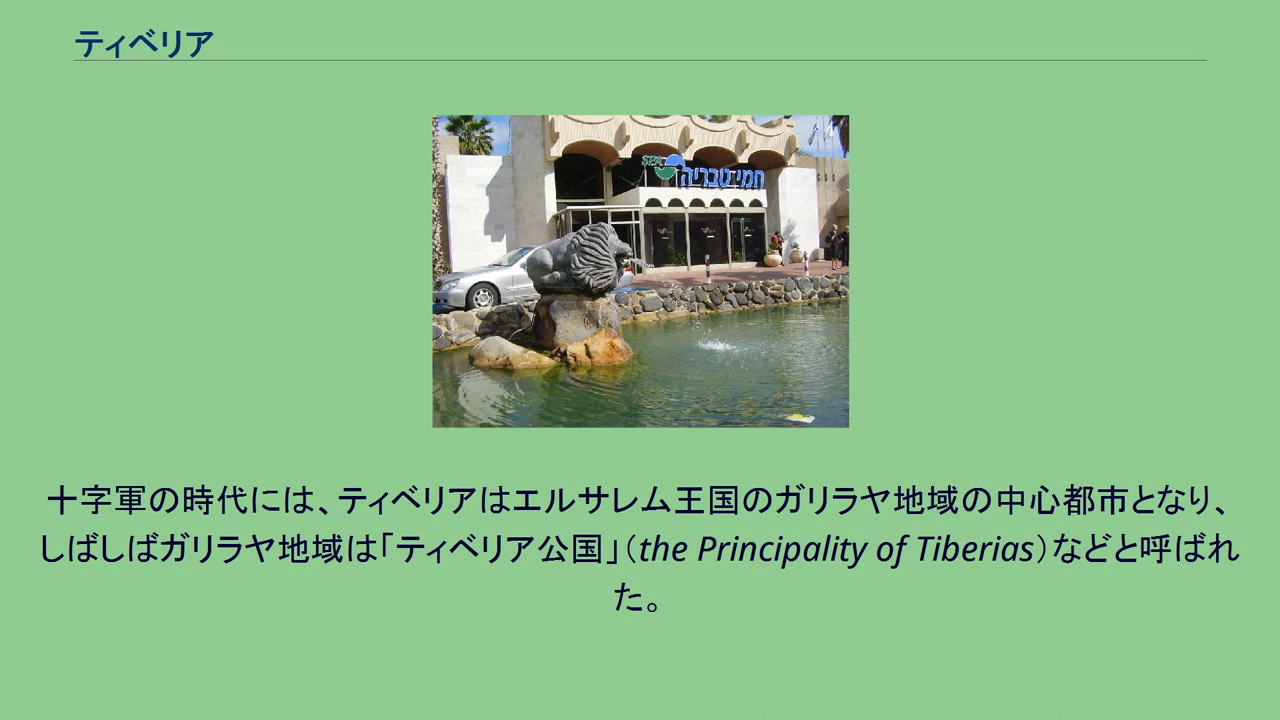 ティベリア
SPA
חמי טבריה
十字軍の時代には、ティベリアはエルサレム王国のガリラヤ地域の中心都市となり、
しばしばガリラヤ地域は「ティベリア公国」（the Principality of Tiberias）などと呼ばれ
た。